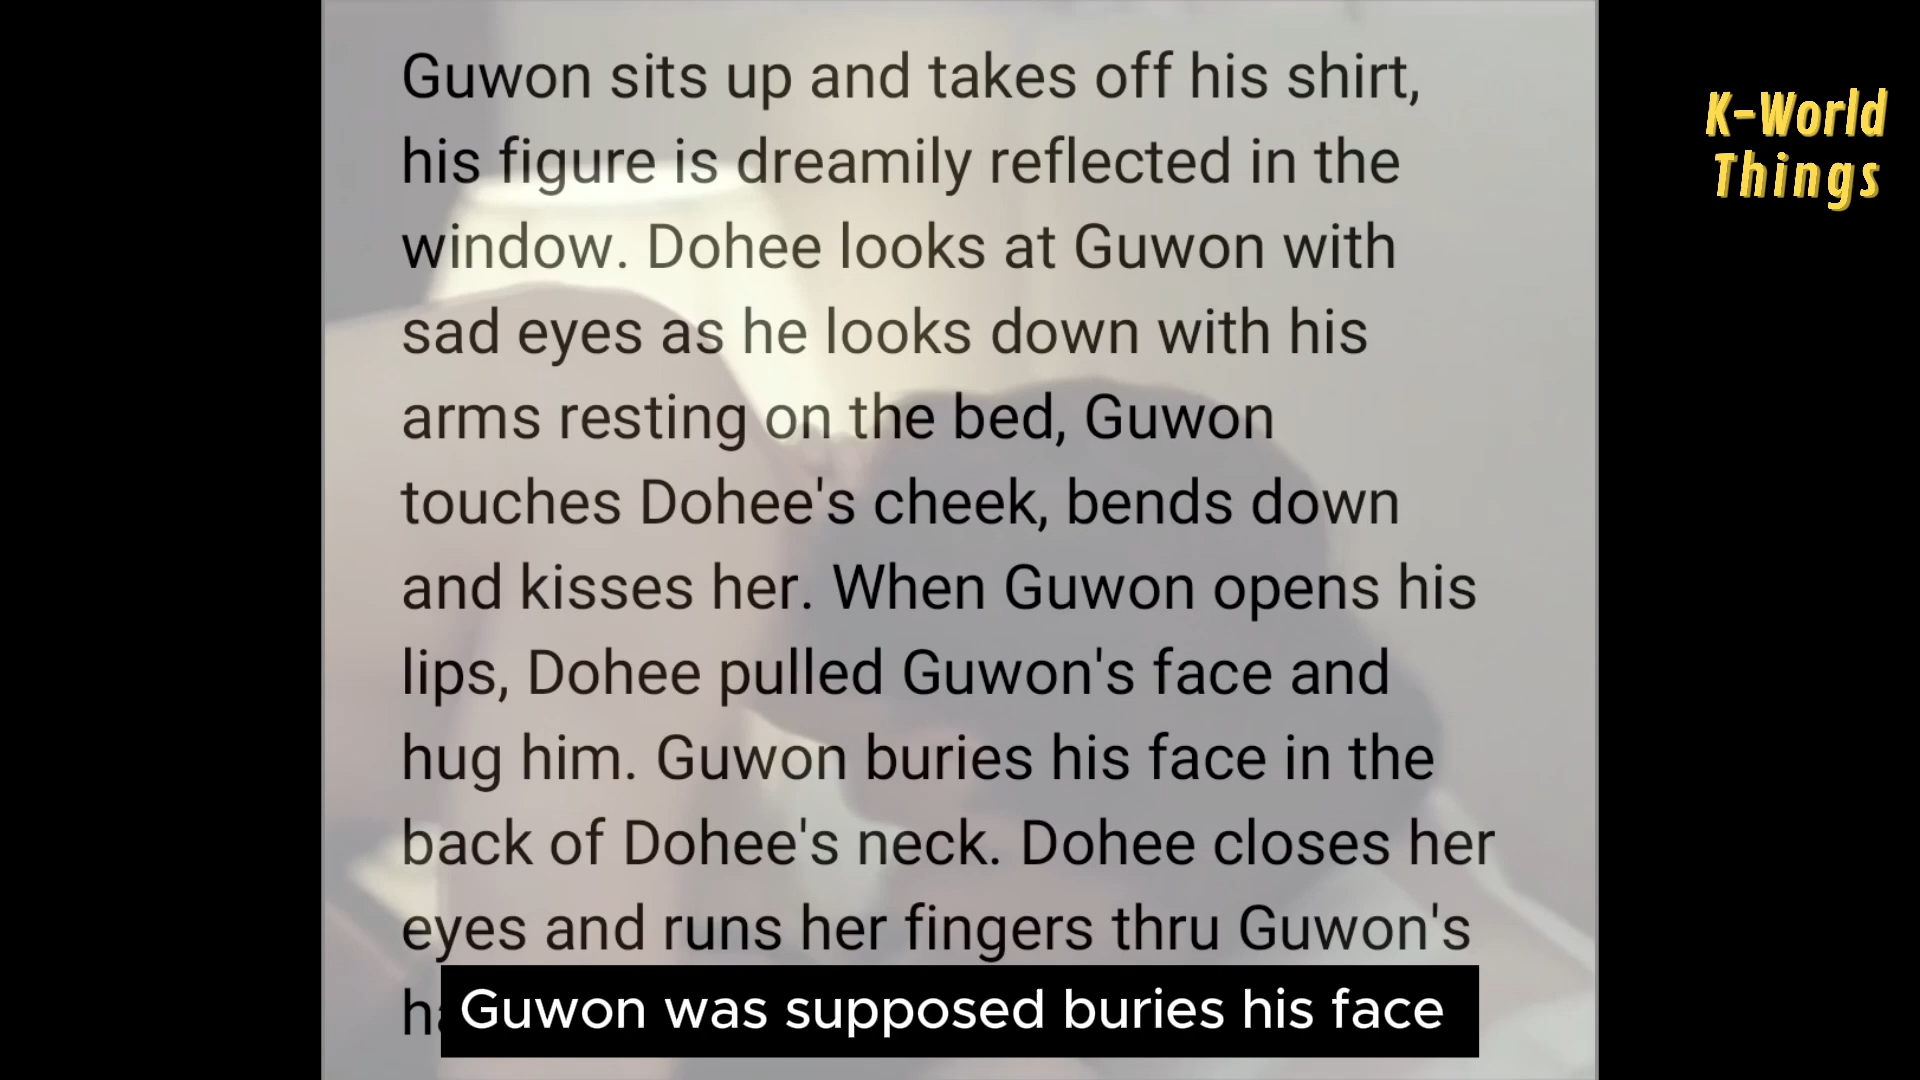 Guwon sits up and takes off his shirt,
his figure is dreamily reflected in the
window. Dohee looks at Guwon with
sad eyes as he looks down with his
arms resting on the bed, Guwon
touches Dohee's cheek, bends down
and kisses her. When Guwon opens his
lips, Dohee pulled Guwon's face and
hug him. Guwon buries his face in the
back of Dohee's neck. Dohee closes her
eyes and runs her fingers thru Guwon's
Guwon was supposed buries his face
K-World
Things